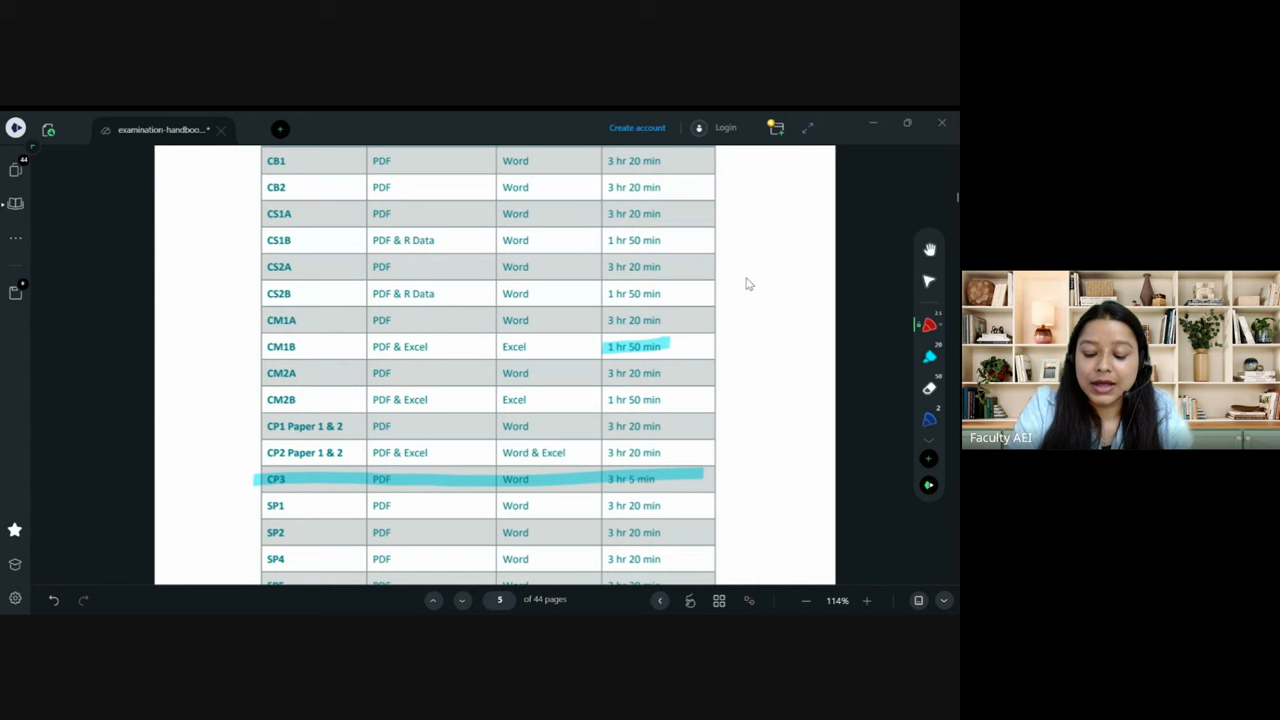 examination-handboo...*
Create account
Login
44
CB1 PDF Word 3 hr 20 min
CB2 PDF Word 3 hr 20 min
CS1A PDF Word 3 hr 20 min
CS1B PDF & R Data Word 1 hr 50 min
CS2A PDF Word 3 hr 20 min
CS2B PDF & R Data Word 1 hr 50 min
CM1A PDF Word 3 hr 20 min
CM1B PDF & Excel Excel 1 hr 50 min
CM2A PDF Word 3 hr 20 min
CM2B PDF & Excel Excel 1 hr 50 min
CP1 Paper 1 & 2 PDF Word 3 hr 20 min
CP2 Paper 1 & 2 PDF & Excel Word & Excel 3 hr 20 min
CP3 PDF Word 3 hr 5 min
SP1 PDF Word 3 hr 20 min
SP2 PDF Word 3 hr 20 min
SP4 PDF Word 3 hr 20 min
20
50
2
Faculty AEI
5 of 44 pages
114%